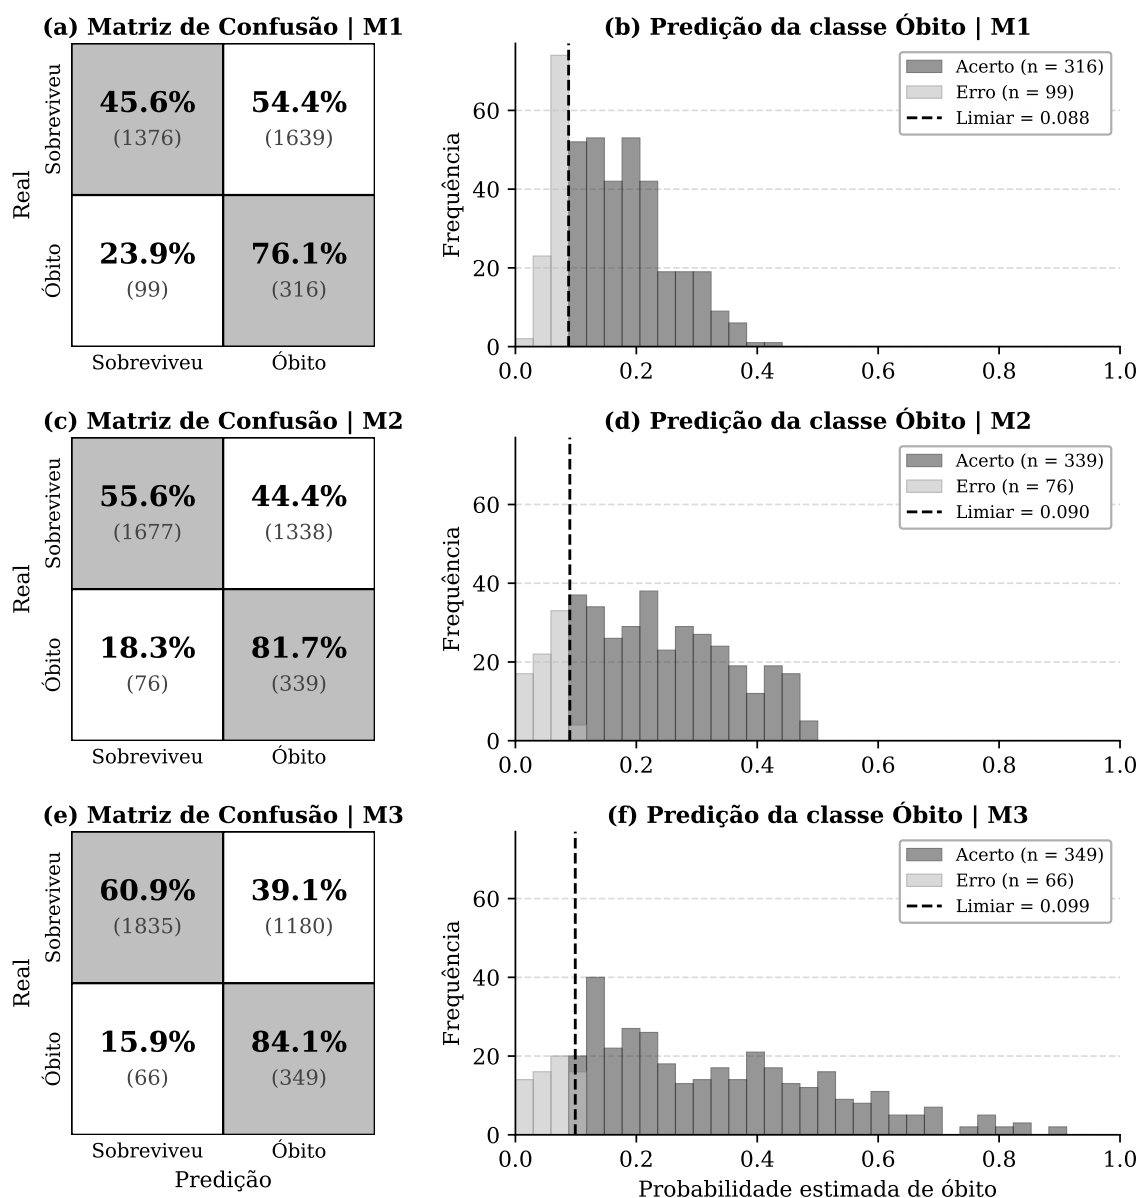 (a) Matriz de Confusão | M1
Real
Sobreviveu
45.6%
(1376)
54.4%
(1639)
Óbito
23.9%
(99)
76.1%
(316)
Sobreviveu
Óbito
(b) Predição da classe Óbito | M1
Frequência
60
40
20
0
Acerto (n = 316)
Erro (n = 99)
Limiar = 0.088
0.0 0.2 0.4 0.6 0.8 1.0
(c) Matriz de Confusão | M2
Real
Sobreviveu
55.6%
(1677)
44.4%
(1338)
Óbito
18.3%
(76)
81.7%
(339)
Sobreviveu
Óbito
(d) Predição da classe Óbito | M2
Frequência
60
40
20
0
Acerto (n = 339)
Erro (n = 76)
Limiar = 0.090
0.0 0.2 0.4 0.6 0.8 1.0
(e) Matriz de Confusão | M3
Real
Sobreviveu
60.9%
(1835)
39.1%
(1180)
Óbito
15.9%
(66)
84.1%
(349)
Sobreviveu
Óbito
Predição
(f) Predição da classe Óbito | M3
Frequência
60
40
20
0
Acerto (n = 349)
Erro (n = 66)
Limiar = 0.099
0.0 0.2 0.4 0.6 0.8 1.0
Probabilidade estimada de óbito